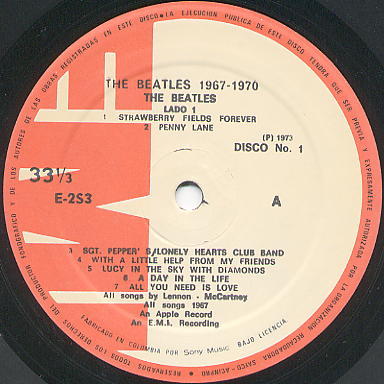 THE BEATLES 1967-1970
THE BEATLES
LADO 1
1 STRAWBERRY FIELDS FOREVER
2 PENNY LANE
(P) 1973
DISCO No. 1
33 1/3
E-2S3
A
3 SGT. PEPPER' S/LONELY HEARTS CLUB BAND
4 WITH A LITTLE HELP FROM MY FRIENDS
5 LUCY IN THE SKY WITH DIAMONDS
6 A DAY IN THE LIFE
7 ALL YOU NEED IS LOVE
All songs by Lennon - McCartney
All songs 1967
An Apple Record
An E.M.I. Recording
FABRICADO EN COLOMBIA POR Sony Music BAJO LICENCIA
DEL PRODUCTOR FONOGRAFICO Y DE LOS AUTORES DE LAS OBRAS REGISTRADAS EN ESTE DISCO • LA EJECUCION PUBLICA DE ESTE DISCO TENDRA QUE SER PREVIA Y EXPRESAMENTE AUTORIZADA POR LA ORGANIZACION RECAUDADORA SAYCO-ACINPRO • RESERVADOS TODOS LOS DERECHOS
EMI